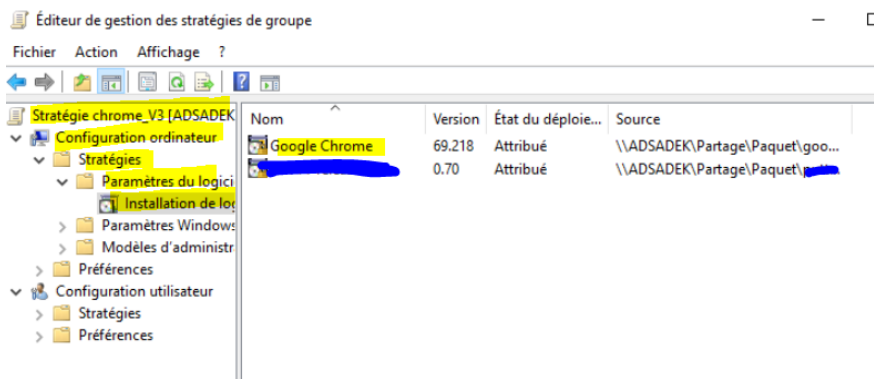 Éditeur de gestion des stratégies de groupe
Fichier Action Affichage ?
Stratégie chrome_V3 [ADSADEK
Configuration ordinateur
Stratégies
Paramètres du logici
Installation de log
Paramètres Windows
Modèles d'administr
Préférences
Configuration utilisateur
Stratégies
Préférences
Nom Version État du déploie... Source
Google Chrome 69.218 Attribué \\ADSADEK\Partage\Paquet\goo...
0.70 Attribué \\ADSADEK\Partage\Paquet\